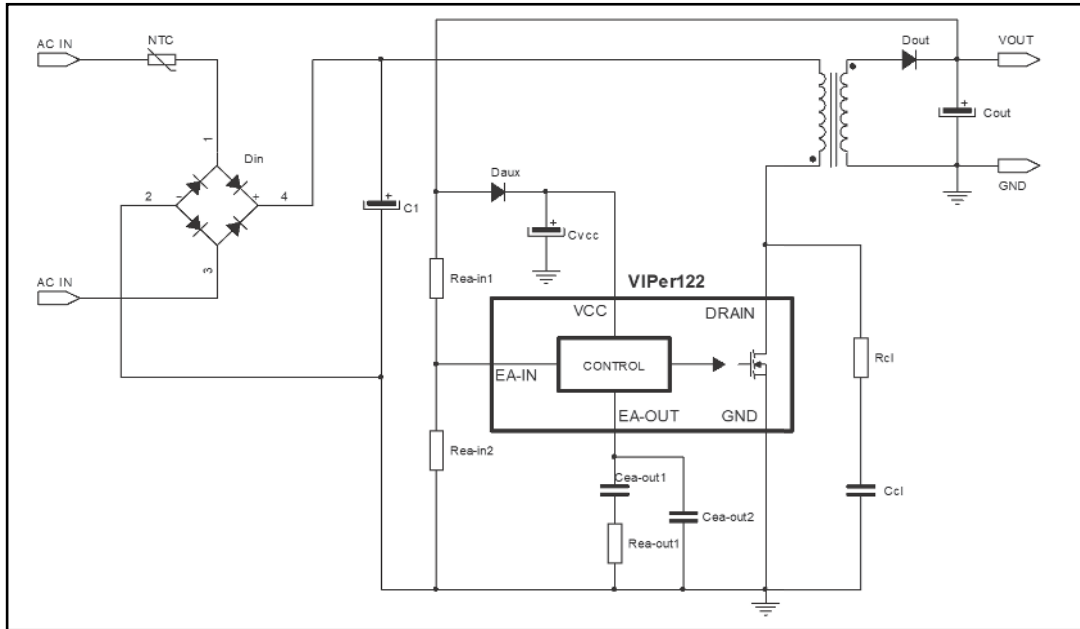 AC IN
NTC
Dout
VOUT
1
Din
+
Cout
GND
2
-
+
4
+
C1
Daux
+
Cvcc
3
AC IN
Rea-in1
VIPer122
VCC
DRAIN
EA-IN
CONTROL
Rcl
EA-OUT
GND
Rea-in2
Cea-out1
Cea-out2
Ccl
Rea-out1